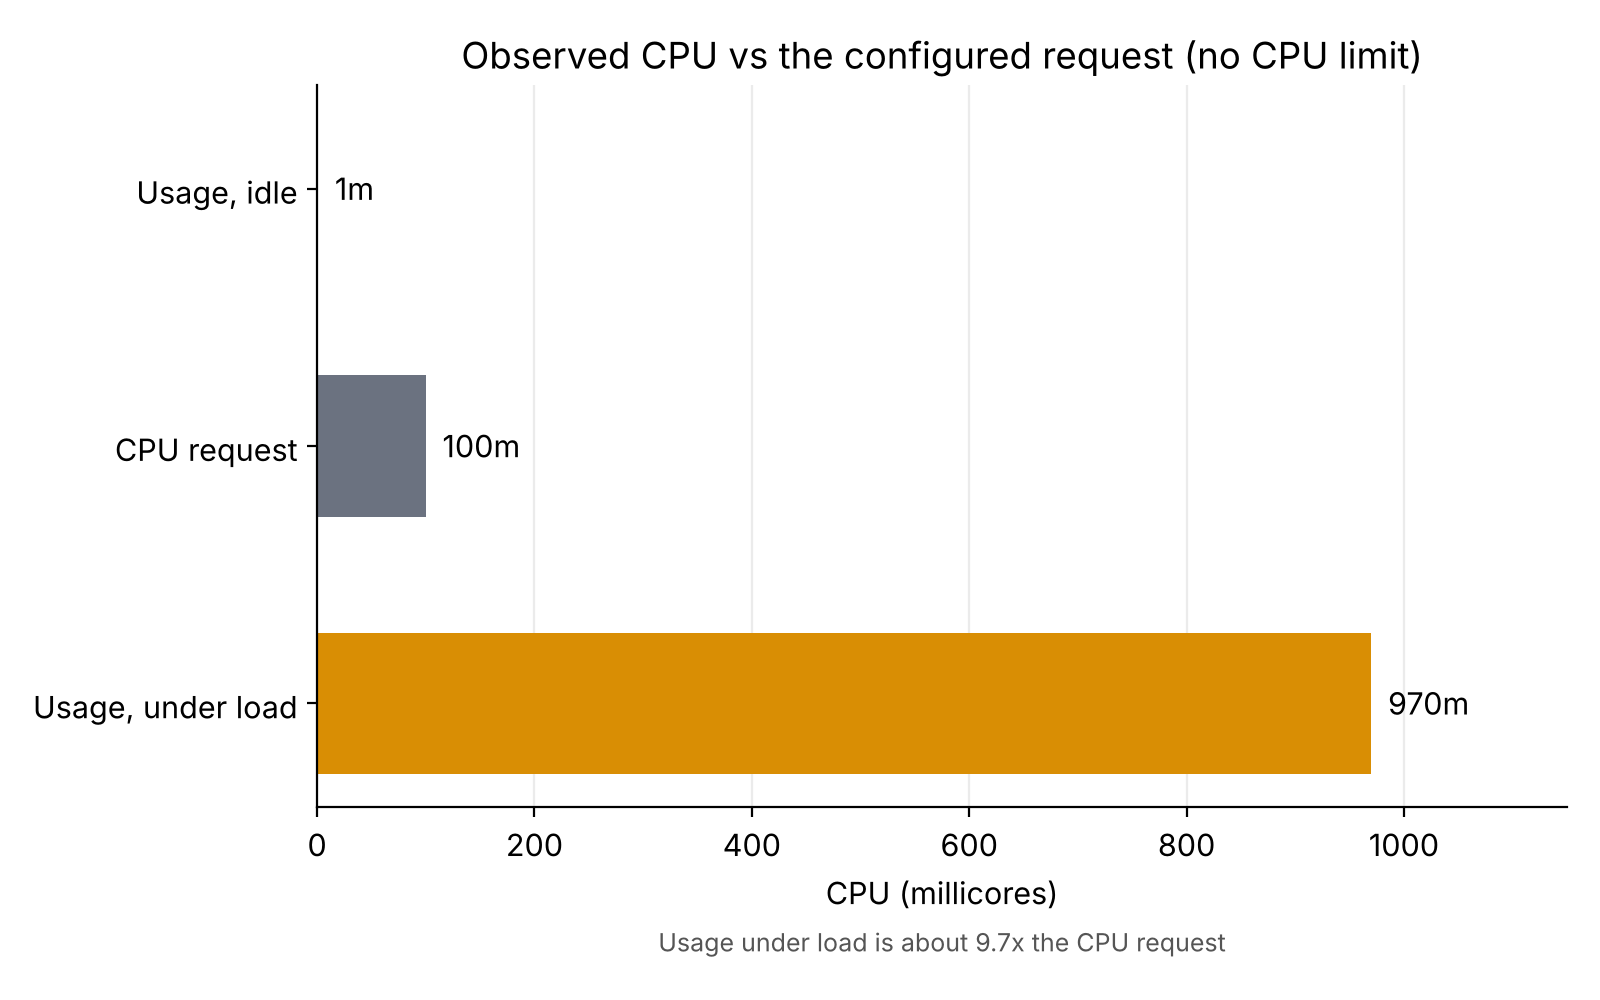 Observed CPU vs the configured request (no CPU limit)
Usage, idle
1m
CPU request
100m
Usage, under load
970m
0 200 400 600 800 1000
CPU (millicores)
Usage under load is about 9.7x the CPU request